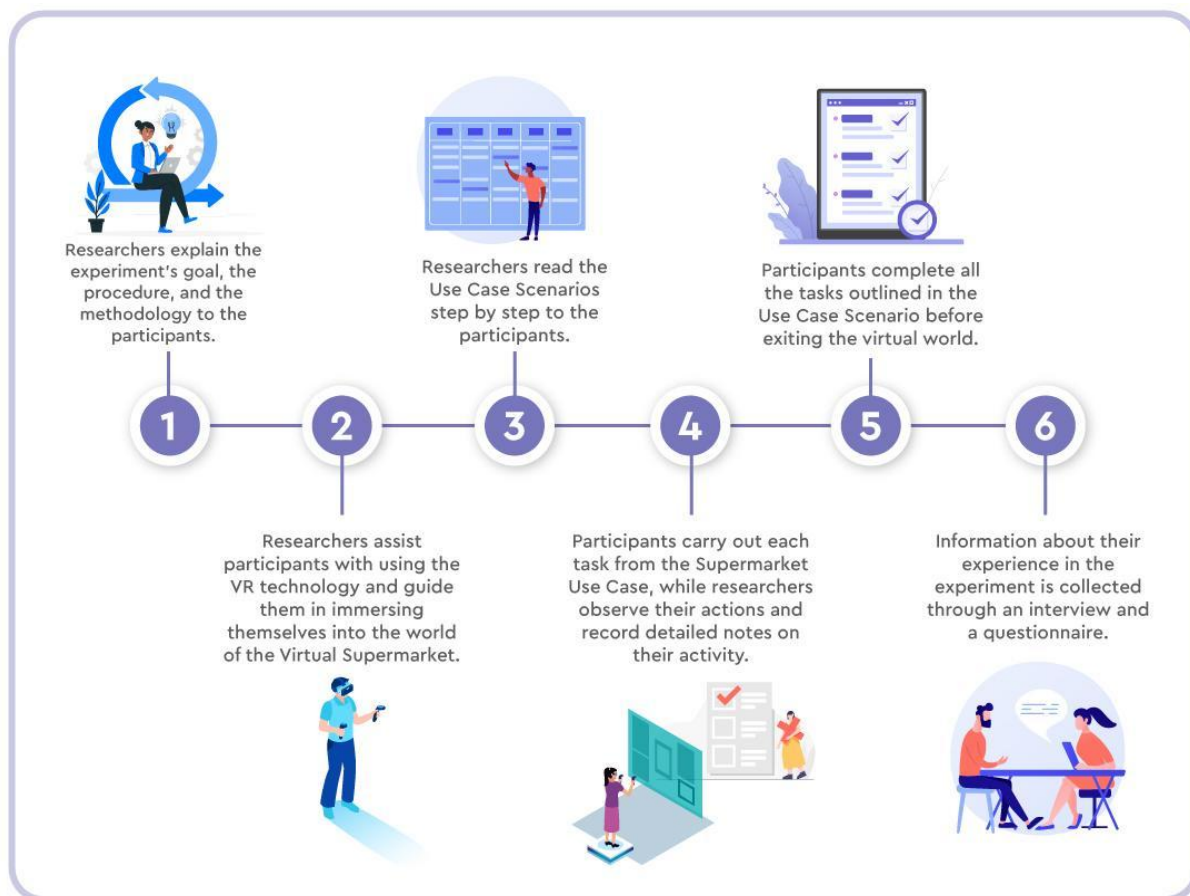 Researchers explain the
experiment's goal, the
procedure, and the
methodology to the
participants.
Researchers read the
Use Case Scenarios
step by step to the
participants.
Participants complete all
the tasks outlined in the
Use Case Scenario before
exiting the virtual world.
1
2
3
4
5
6
Researchers assist
participants with using the
VR technology and guide
them in immersing
themselves into the world
of the Virtual Supermarket.
Participants carry out each
task from the Supermarket
Use Case, while researchers
observe their actions and
record detailed notes on
their activity.
Information about their
experience in the
experiment is collected
through an interview and
a questionnaire.